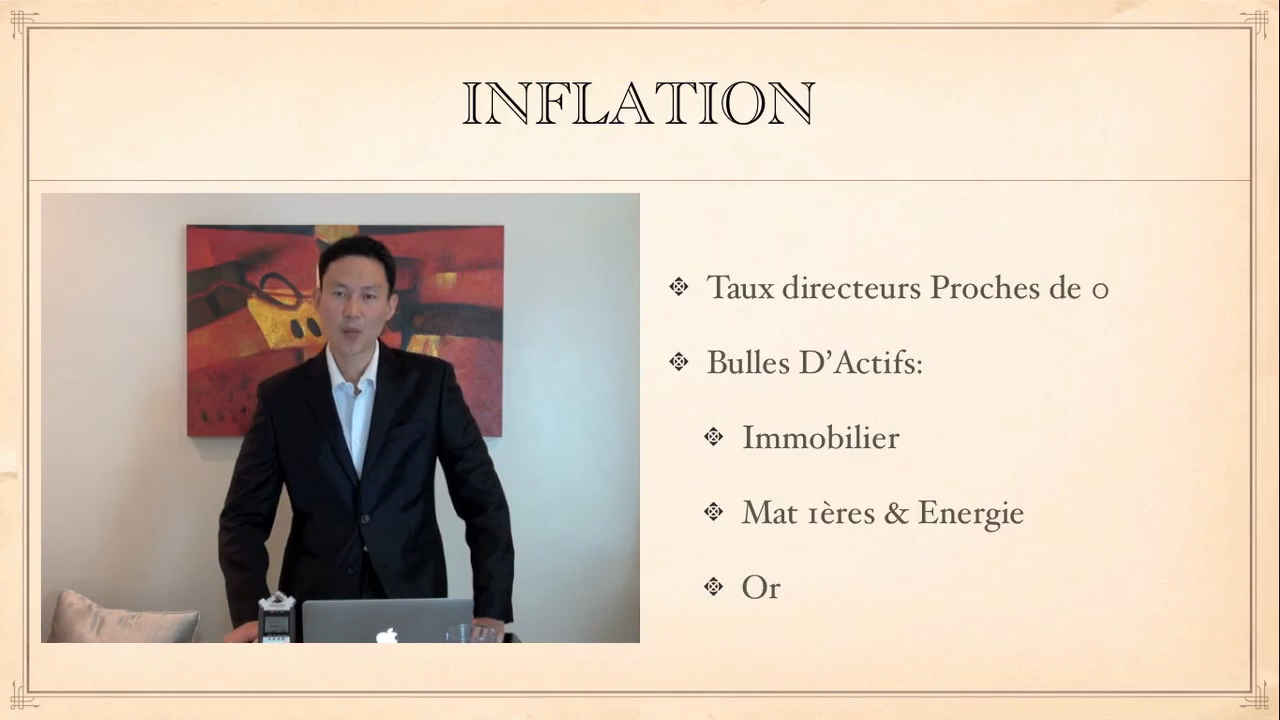 INFLATION
Taux directeurs Proches de 0
Bulles D’Actifs:
Immobilier
Mat 1ères & Energie
Or